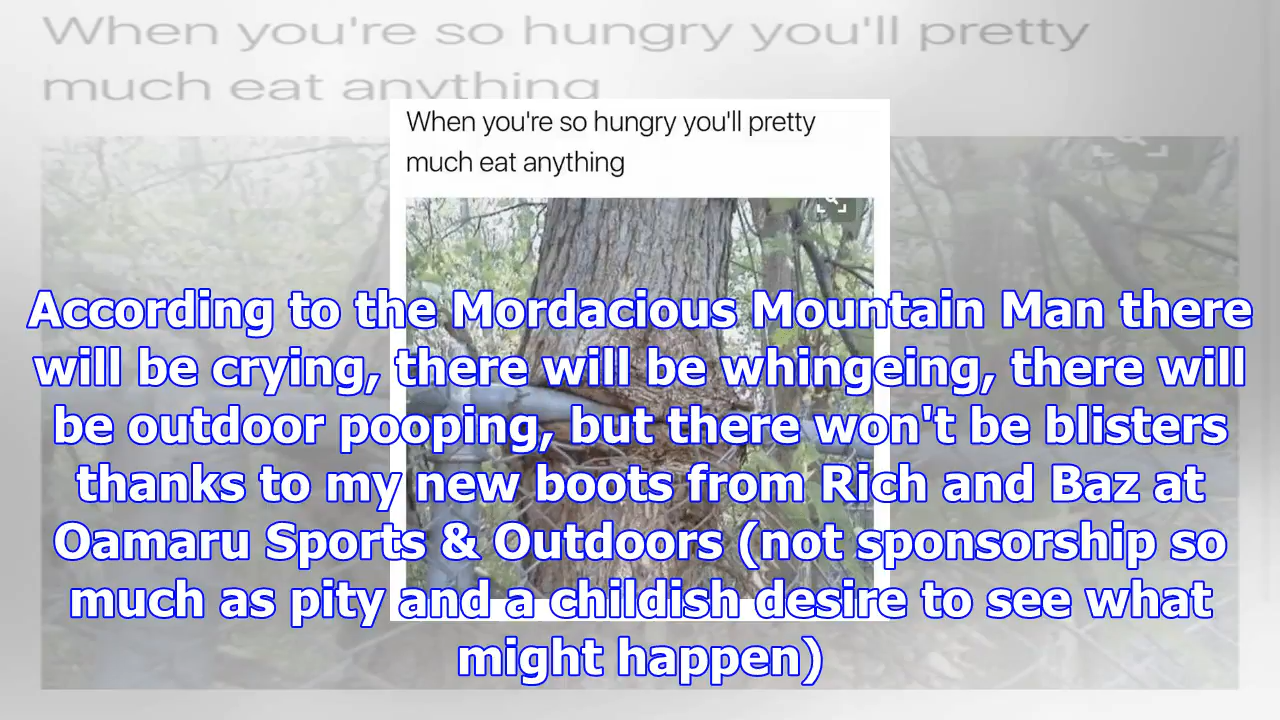 When you're so hungry you'll pretty
much eat anything
When you're so hungry you'll pretty
much eat anything
According to the Mordacious Mountain Man there
will be crying, there will be whingeing, there will
be outdoor pooping, but there won't be blisters
thanks to my new boots from Rich and Baz at
Oamaru Sports & Outdoors (not sponsorship so
much as pity and a childish desire to see what
might happen)